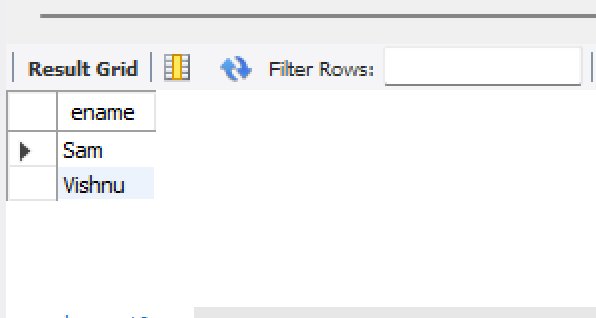 Result Grid Filter Rows:
ename
Sam
Vishnu